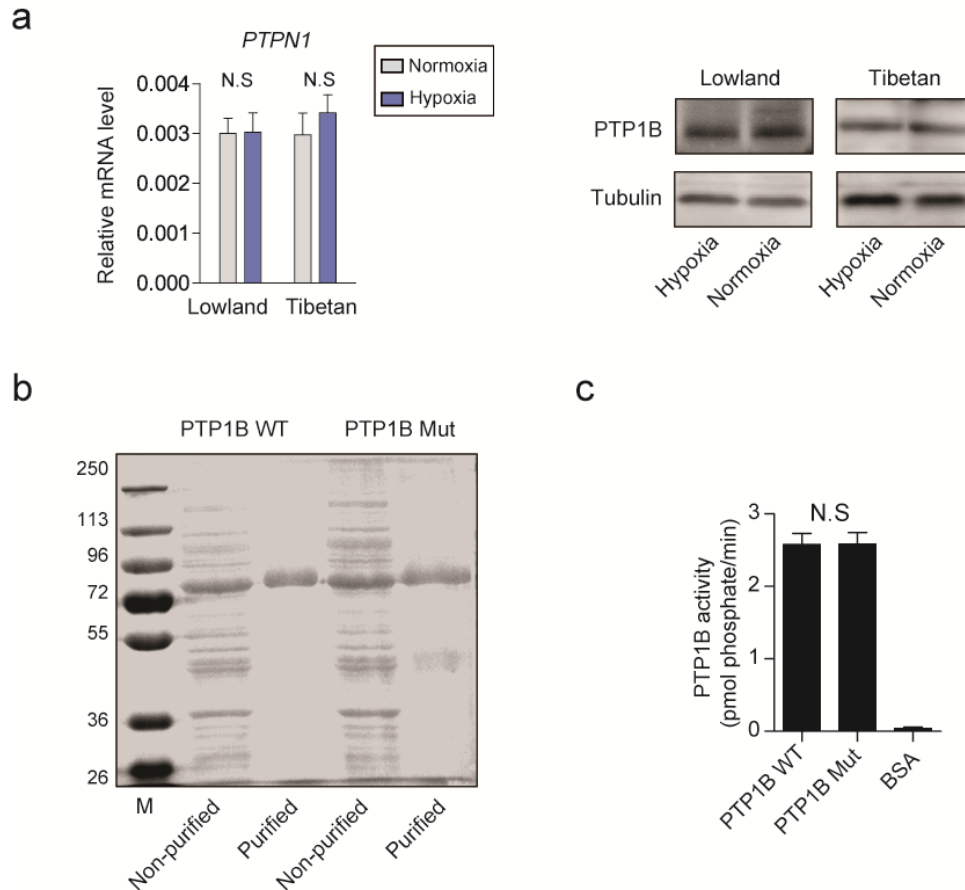 a
PTPN1
Normoxia
Hypoxia
N.S N.S
Relative mRNA level
0.004
0.003
0.002
0.001
0.000
Lowland Tibetan
Lowland Tibetan
PTP1B
Tubulin
Hypoxia Normoxia Hypoxia Normoxia
b
PTP1B WT PTP1B Mut
250
113
96
72
55
36
26
M
Non-purified Purified Non-purified Purified
c
N.S
PTP1B activity
(pmol phosphate/min)
3
2
1
0
PTP1B WT PTP1B Mut BSA